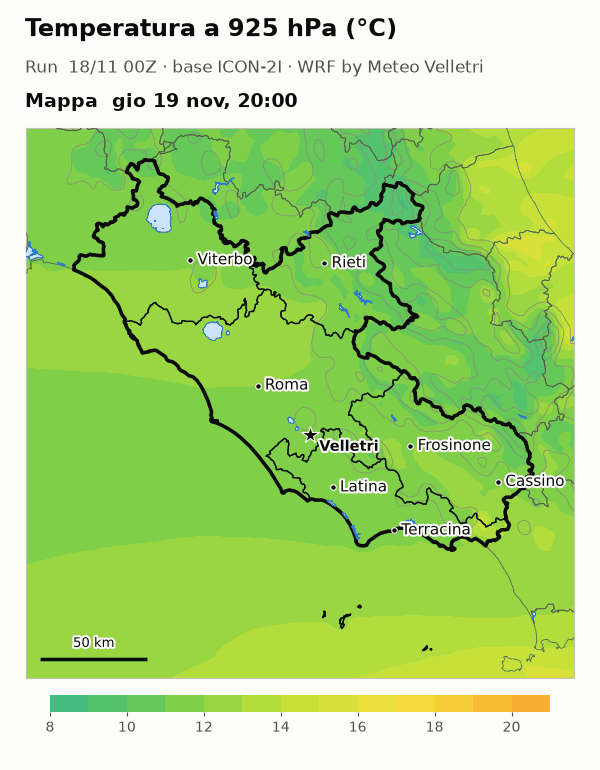 Temperatura a 925 hPa (°C)
Run  18/11 00Z · base ICON-2I · WRF by Meteo Velletri
Mappa  gio 19 nov, 20:00
Viterbo
Rieti
Roma
Velletri
Frosinone
Latina
Cassino
Terracina
50 km
8 10 12 14 16 18 20